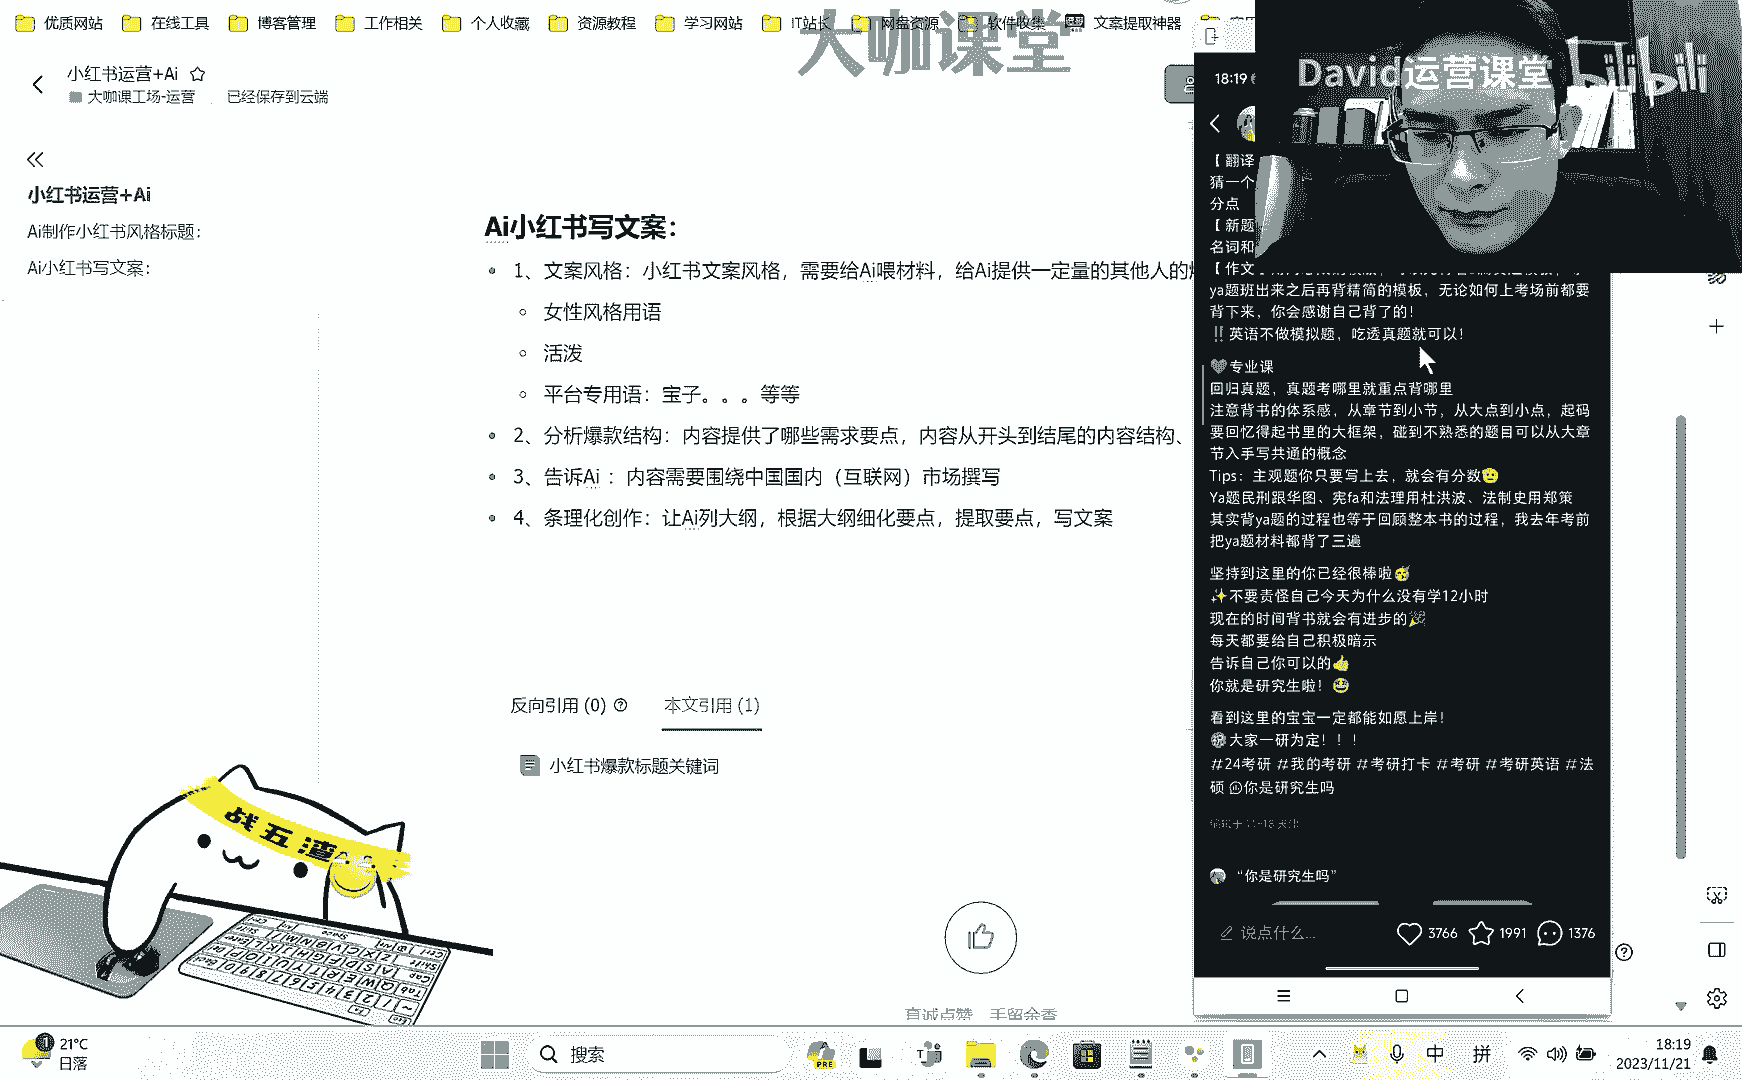 优质网站 在线工具 博客管理 工作相关 个人收藏 资源教程 学习网站 IT站长 网盘资源 软件收集 文案提取神器
大咖课堂
David运营课堂 bilibili
小红书运营+Ai
大咖课工场-运营 已经保存到云端
小红书运营+Ai
Ai制作小红书风格标题：
Ai小红书写文案：
Ai小红书写文案：
1、文案风格：小红书文案风格，需要给Ai喂材料，给Ai提供一定量的其他人的
女性风格用语
活泼
平台专用语：宝子。。。等等
2、分析爆款结构：内容提供了哪些需求要点，内容从开头到结尾的内容结构、
3、告诉Ai ：内容需要围绕中国国内（互联网）市场撰写
4、条理化创作：让Ai列大纲，根据大纲细化要点，提取要点，写文案
反向引用 (0)
本文引用 (1)
小红书爆款标题关键词
战五渣
18:19
【 翻译
猜一个
分点
【 新题
名词和
【 作文
ya题班出来之后再背精简的模板，无论如何上考场前都要
背下来，你会感谢自己背了的！
‼️英语不做模拟题，吃透真题就可以！
专业课
回归真题，真题考哪里就重点背哪里
注意背书的体系感，从章节到小节，从大点到小点，起码
要回忆得起书里的大框架，碰到不熟悉的题目可以从大章
节入手写共通的概念
Tips：主观题你只要写上去，就会有分数
Ya题民刑跟华图、宪fa和法理用杜洪波、法制史用郑策
其实背ya题的过程也等于回顾整本书的过程，我去年考前
把ya题材料都背了三遍
坚持到这里的你已经很棒啦
✨不要责怪自己今天为什么没有学12小时
现在的时间背书就会有进步的🎉
每天都要给自己积极暗示
告诉自己你可以的👍
你就是研究生啦！
看到这里的宝宝一定都能如愿上岸！
㊗️大家一研为定！！！
#24考研 #我的考研 #考研打卡 #考研 #考研英语 #法
硕 你是研究生吗
“你是研究生吗”
说点什么... 3766 1991 1376
真诚点赞，手留余香
21°C
日落
搜索
PRE
中 拼
18:19
2023/11/21